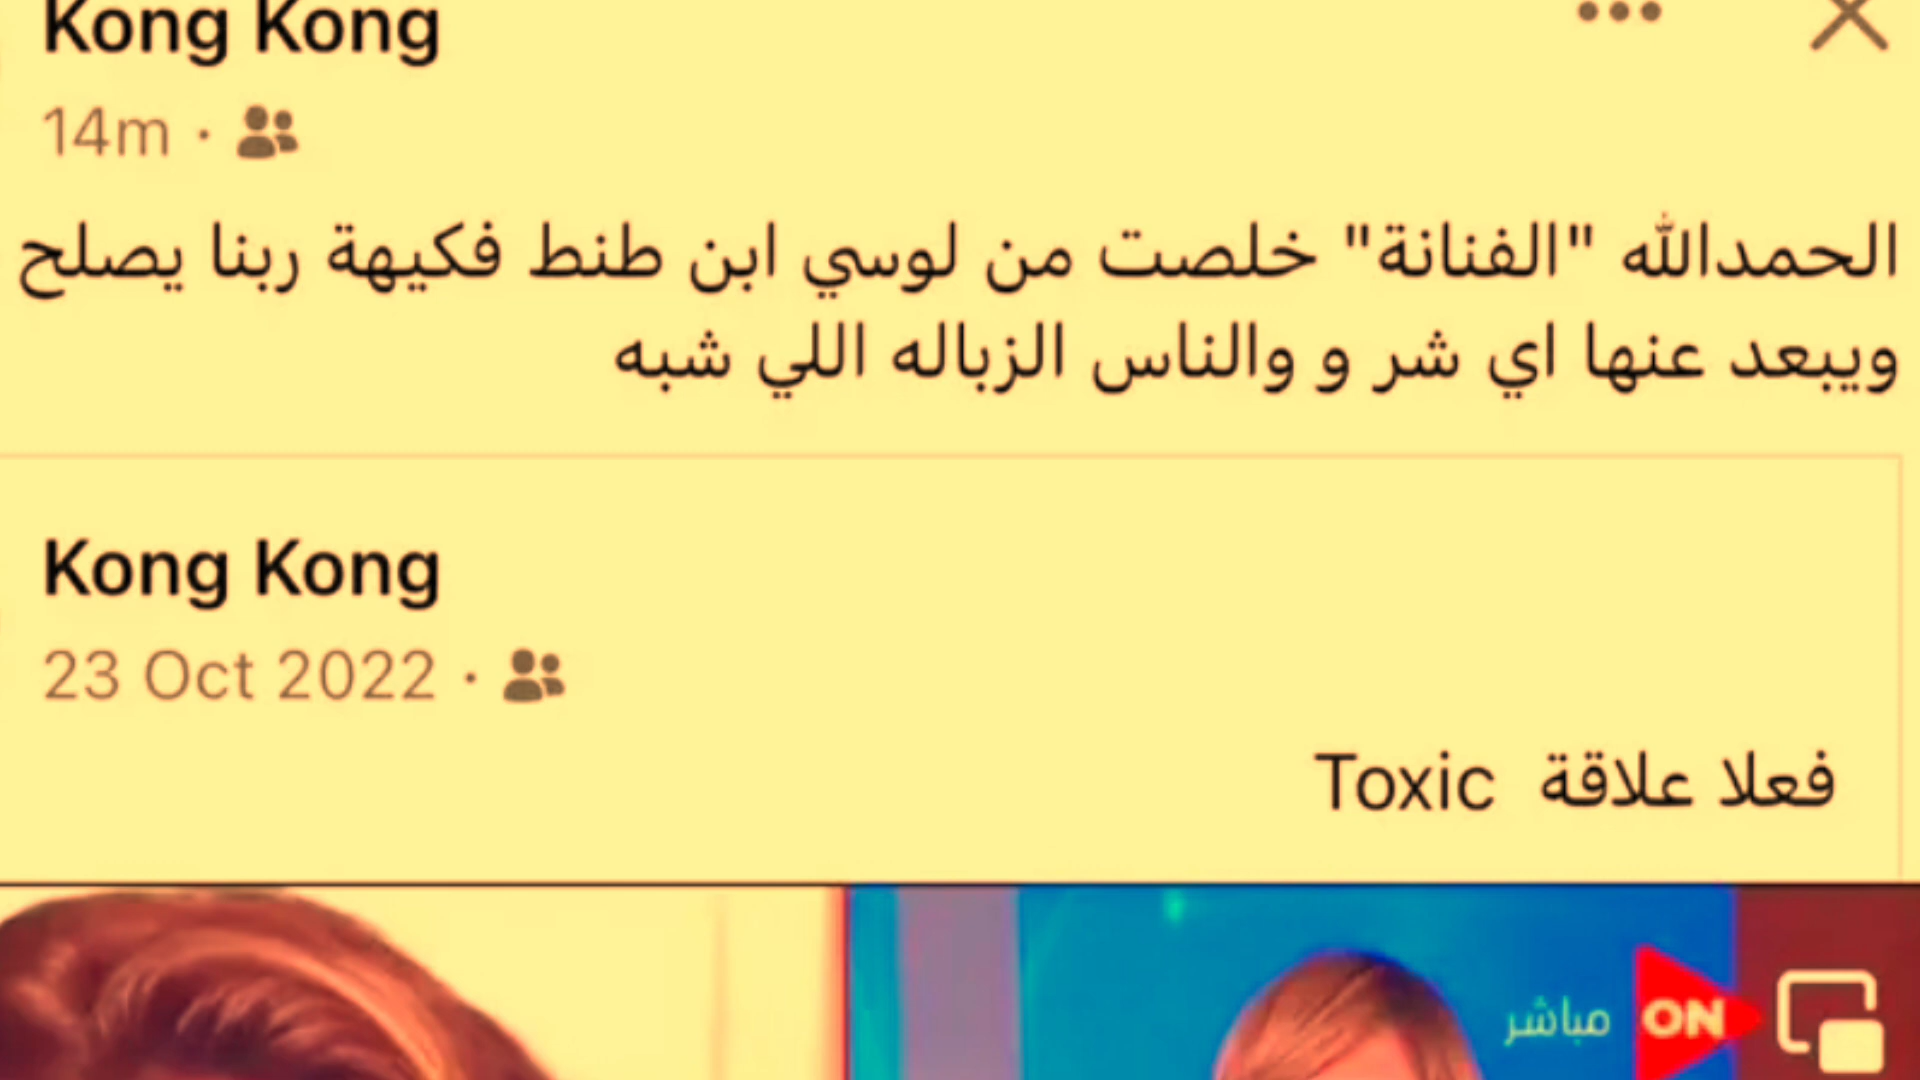 Kong Kong
14m
الحمدالله "الفنانة" خلصت من لوسي ابن طنط فكيهة ربنا يصلح
ويبعد عنها اي شر و والناس الزباله اللي شبه
Kong Kong
23 Oct 2022
فعلا علاقة Toxic
مباشر ON